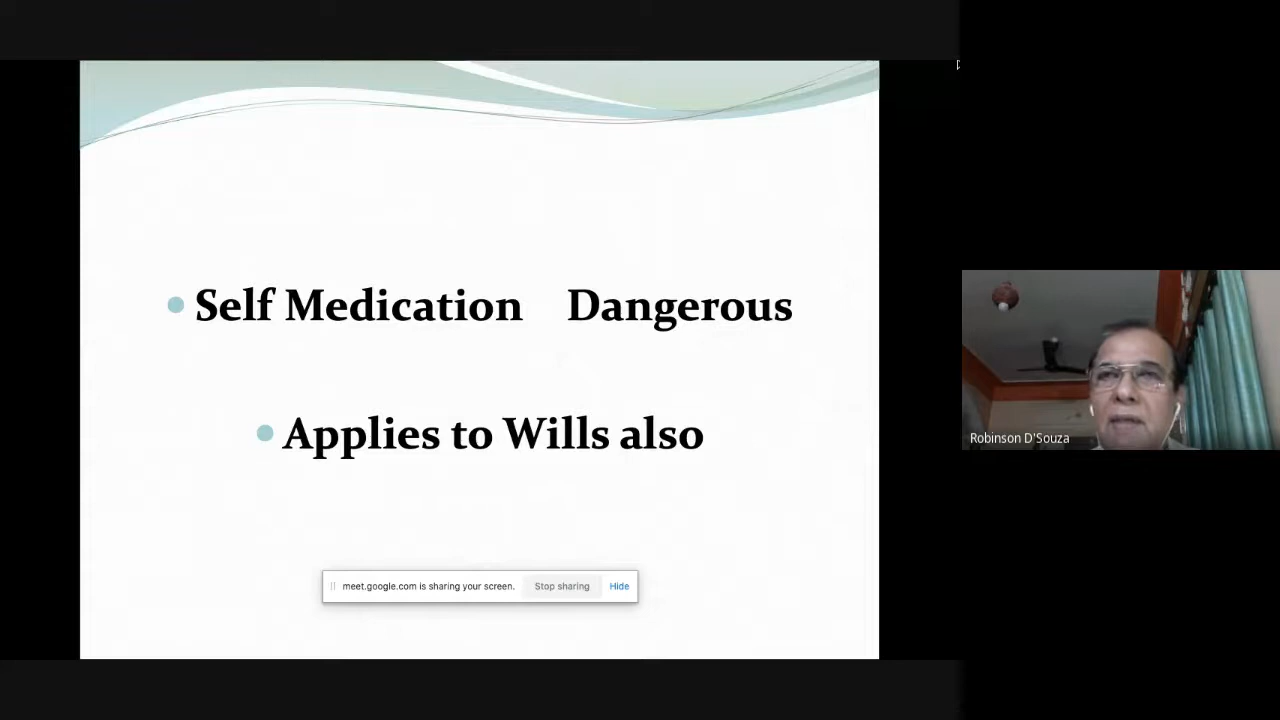 Self Medication Dangerous
Applies to Wills also
meet.google.com is sharing your screen. Stop sharing Hide
Robinson D'Souza